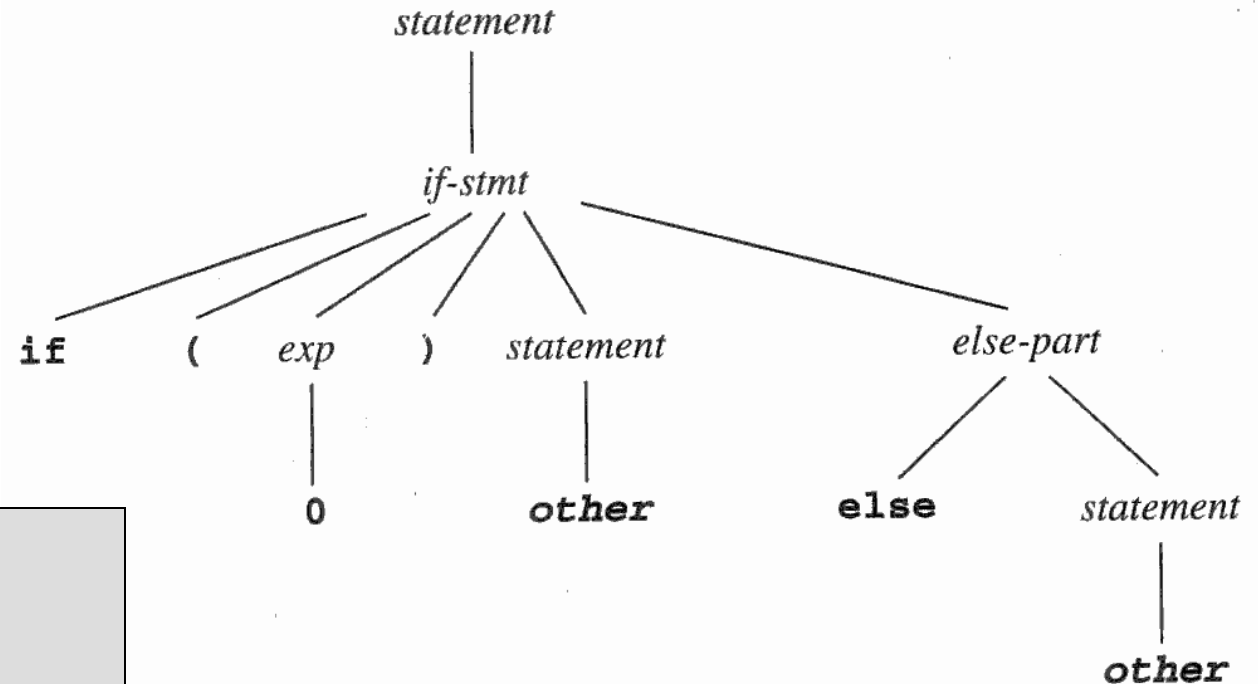 statement
if-stmt
if ( exp ) statement else-part
0 other else statement
other